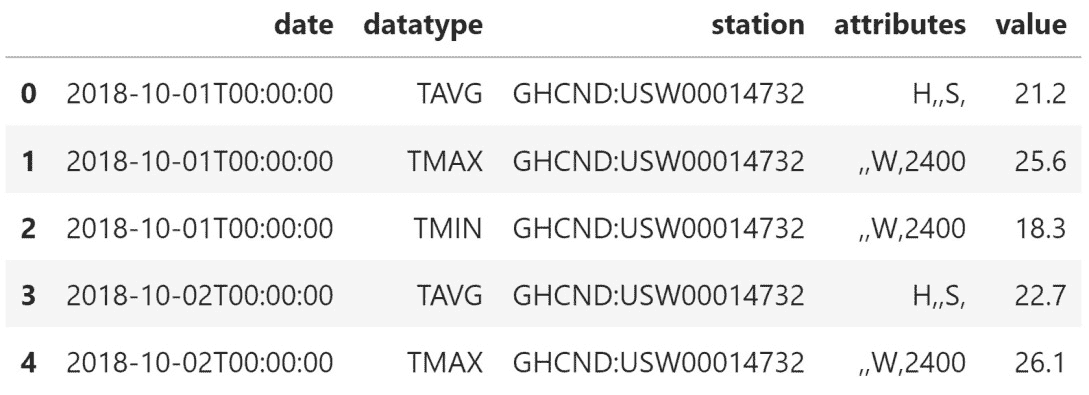 date datatype station attributes value
0 2018-10-01T00:00:00 TAVG GHCND:USW00014732 H,,S, 21.2
1 2018-10-01T00:00:00 TMAX GHCND:USW00014732 ,,W,2400 25.6
2 2018-10-01T00:00:00 TMIN GHCND:USW00014732 ,,W,2400 18.3
3 2018-10-02T00:00:00 TAVG GHCND:USW00014732 H,,S, 22.7
4 2018-10-02T00:00:00 TMAX GHCND:USW00014732 ,,W,2400 26.1